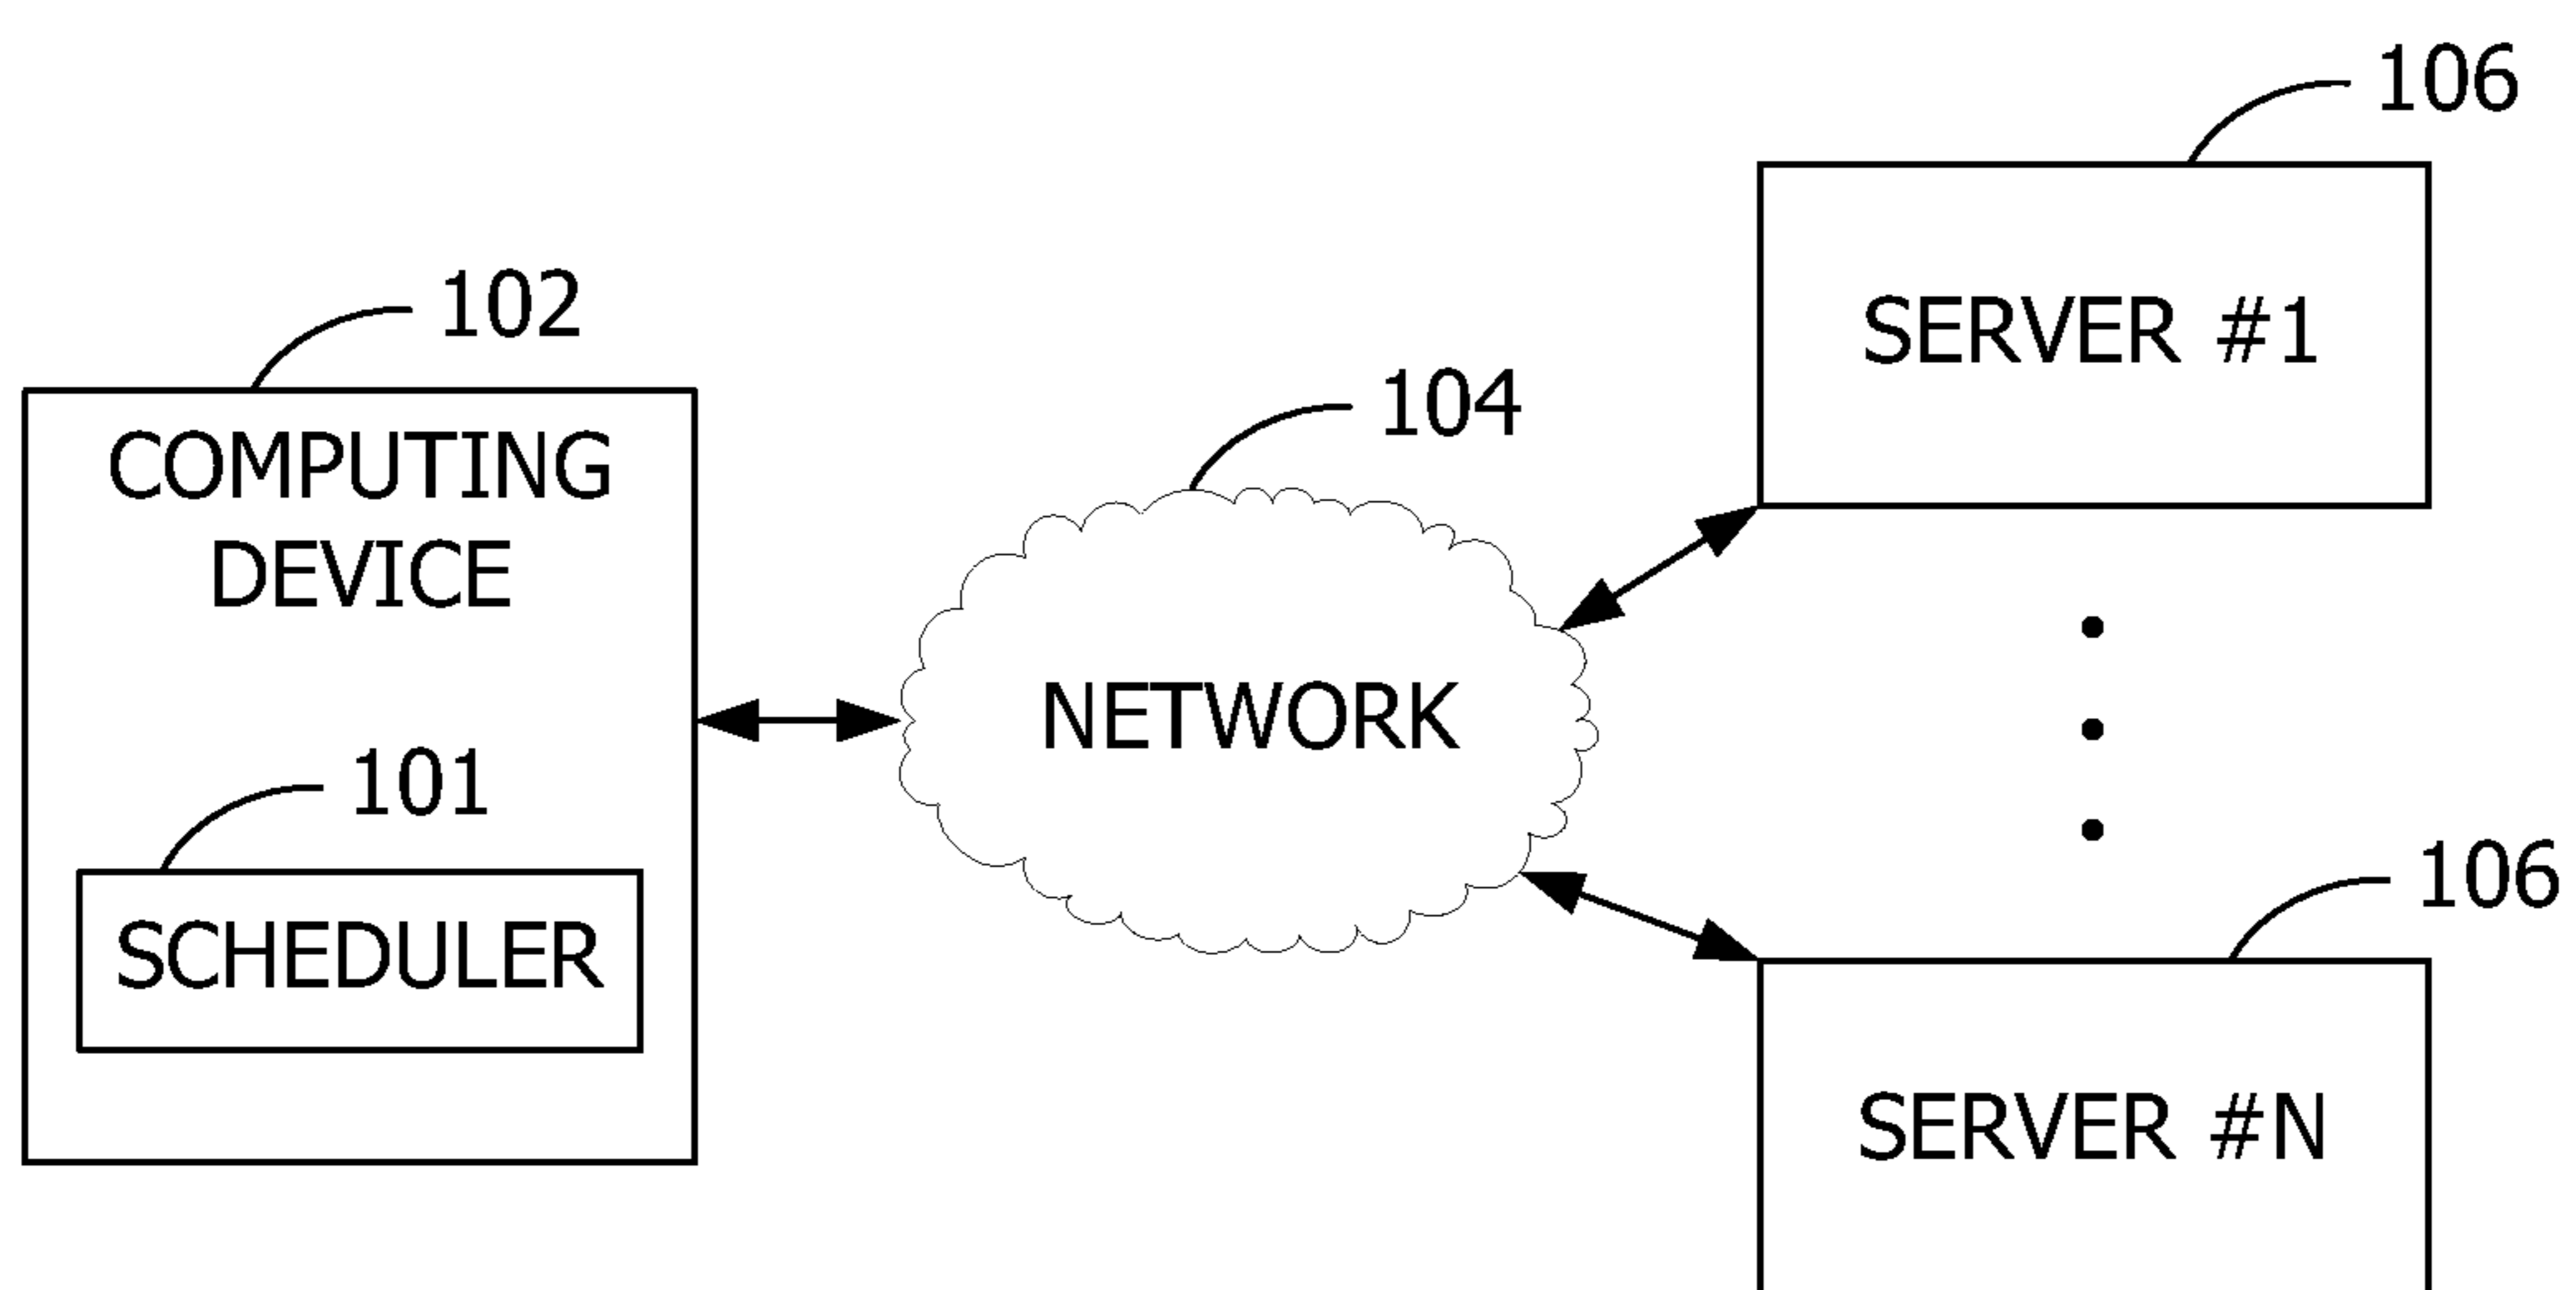 106
SERVER #1
102
COMPUTING
DEVICE
104
NETWORK
101
SCHEDULER
106
SERVER #N